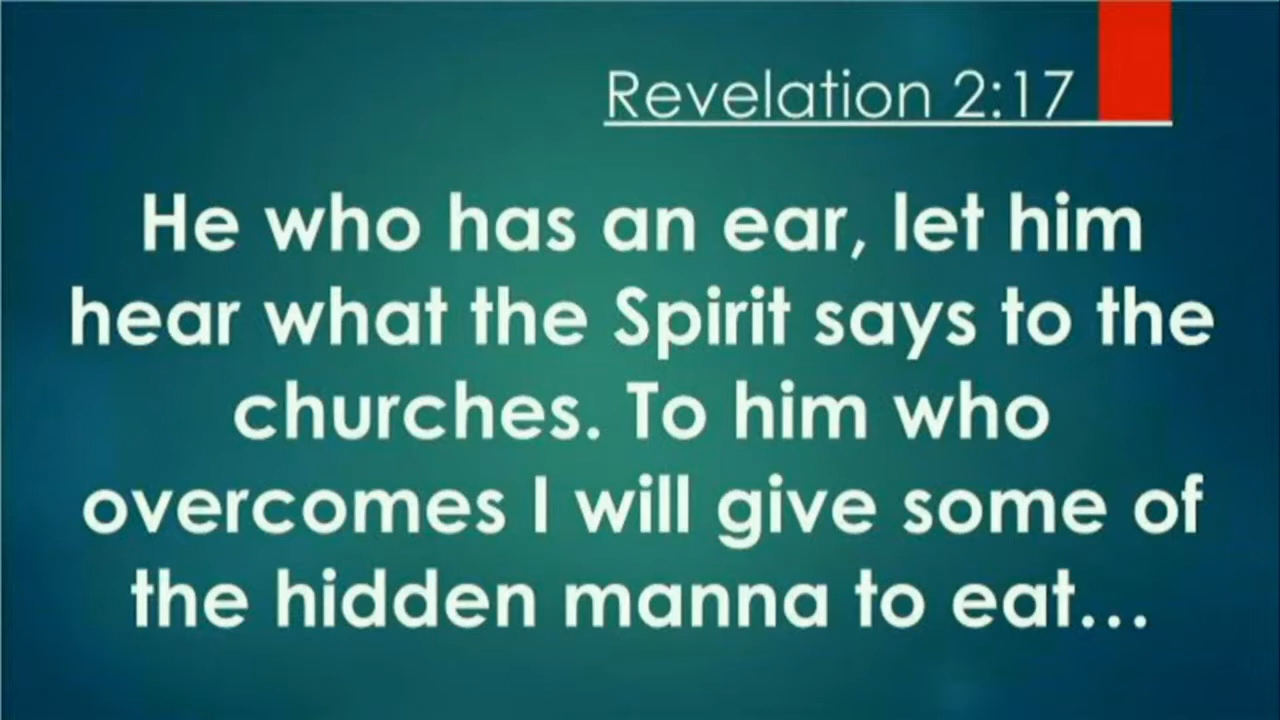 Revelation 2:17
He who has an ear, let him
hear what the Spirit says to the
churches. To him who
overcomes I will give some of
the hidden manna to eat...